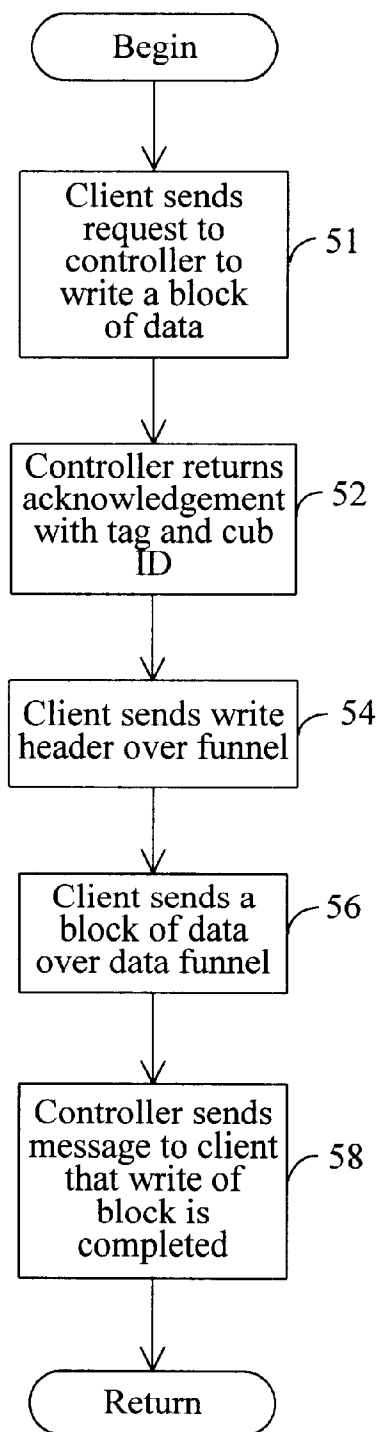 Begin
Client sends
request to
controller to
write a block
of data
51
Controller returns
acknowledgement
with tag and cub
ID
52
Client sends write
header over funnel
54
Client sends a
block of data
over data funnel
56
Controller sends
message to client
that write of
block is
completed
58
Return